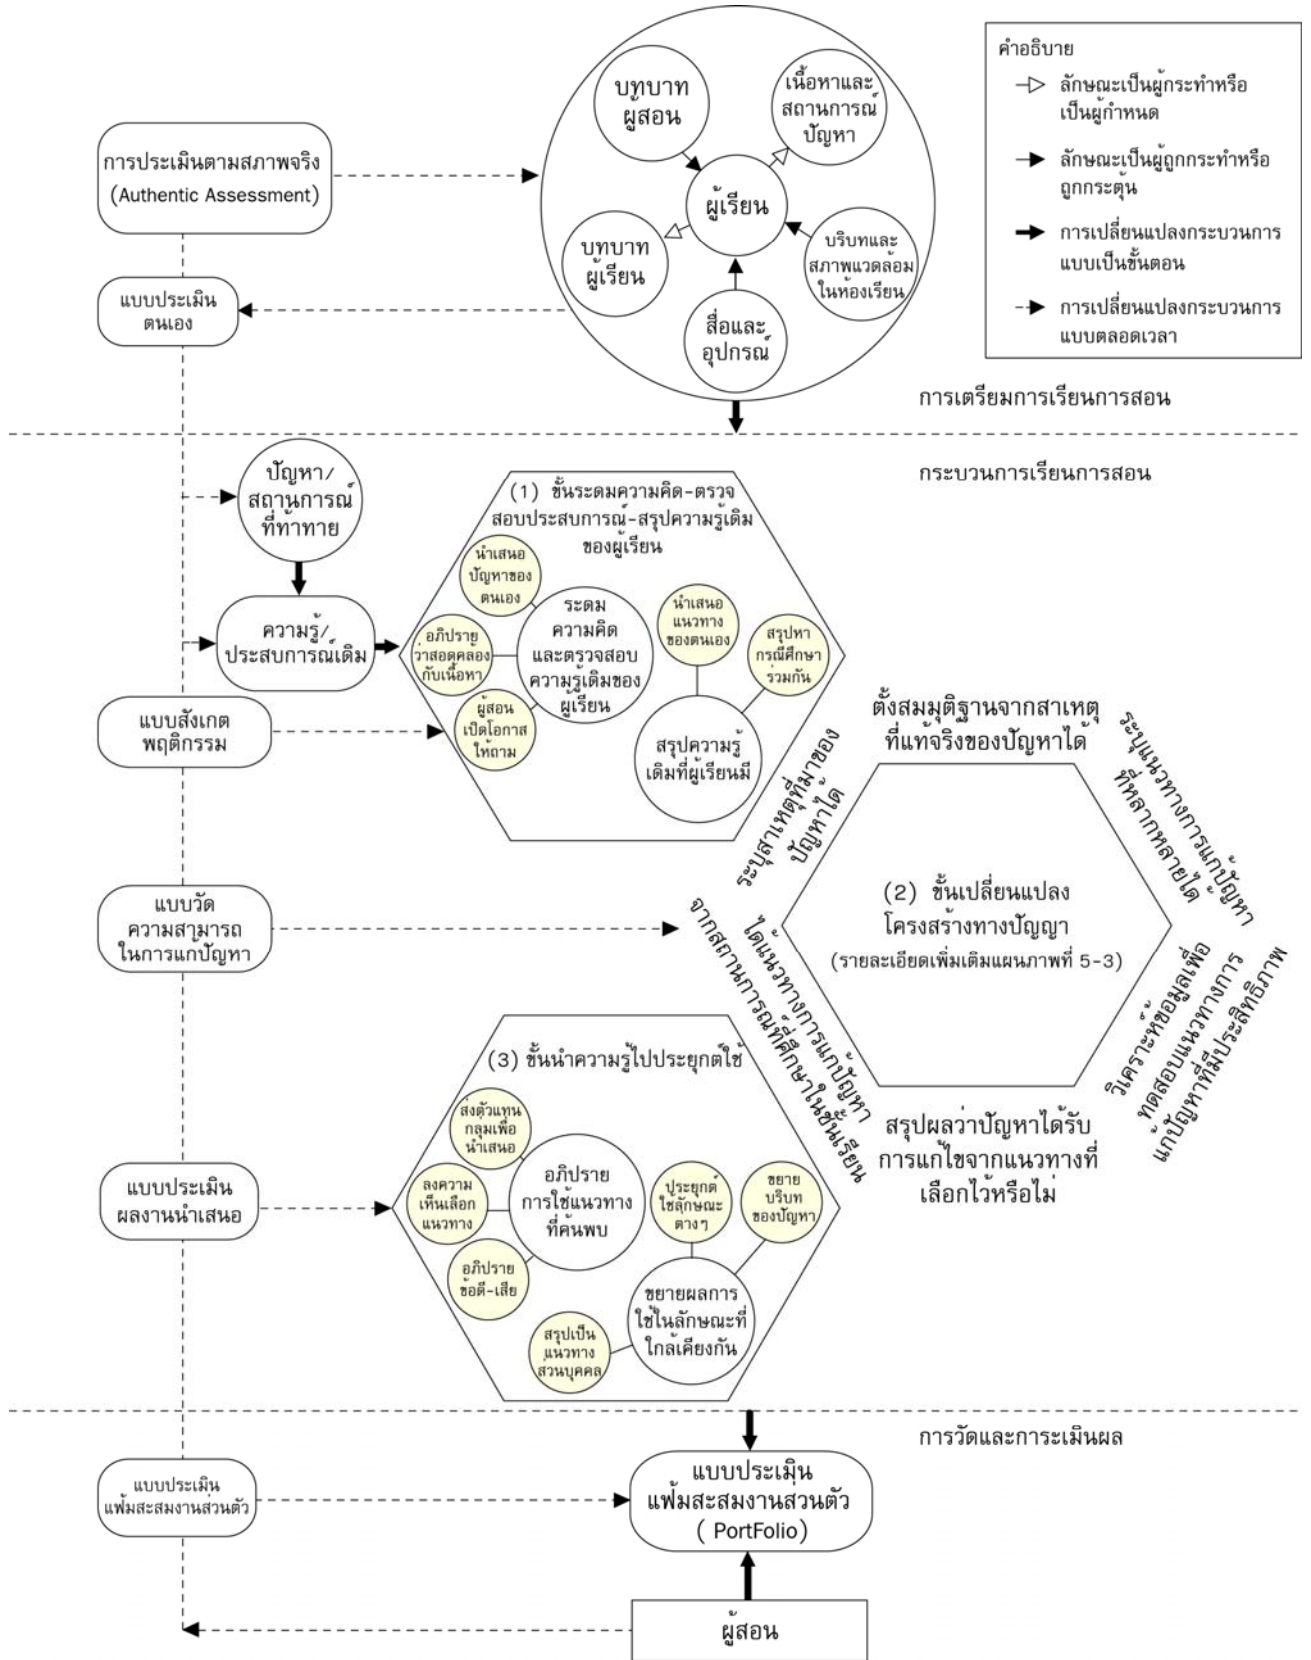 คำอธิบาย
ลักษณะเป็นผู้กระทำหรือ
เป็นผู้กำหนด
ลักษณะเป็นผู้ถูกกระทำหรือ
ถูกกระตุ้น
การเปลี่ยนแปลงกระบวนการ
แบบเป็นขั้นตอน
การเปลี่ยนแปลงกระบวนการ
แบบตลอดเวลา
บทบาท
ผู้สอน
เนื้อหาและ
สถานการณ์
ปัญหา
การประเมินตามสภาพจริง
(Authentic Assessment)
ผู้เรียน
บทบาท
ผู้เรียน
บริบทและ
สภาพแวดล้อม
ในห้องเรียน
แบบประเมิน
ตนเอง
สื่อและ
อุปกรณ์
การเตรียมการเรียนการสอน
กระบวนการเรียนการสอน
ปัญหา/
สถานการณ์
ที่ท้าทาย
(1) ขั้นระดมความคิด-ตรวจ
สอบประสบการณ์-สรุปความรู้เดิม
ของผู้เรียน
นำเสนอ
ปัญหาของ
ตนเอง
ความรู้/
ประสบการณ์เดิม
อภิปราย
ว่าสอดคล้อง
กับเนื้อหา
ระดม
ความคิด
และตรวจสอบ
ความรู้เดิมของ
ผู้เรียน
นำเสนอ
แนวทาง
ของตนเอง
สรุปหา
กรณีศึกษา
ร่วมกัน
ผู้สอน
เปิดโอกาส
ให้ถาม
สรุปความรู้
เดิมที่ผู้เรียนมี
แบบสังเกต
พฤติกรรม
ตั้งสมมุติฐานจากสาเหตุ
ที่แท้จริงของปัญหาได้
ระบุสาเหตุที่มาของ
ปัญหาได้
ระบุแนวทางการแก้ปัญหา
ที่หลากหลายได้
แบบวัด
ความสามารถ
ในการแก้ปัญหา
(2) ขั้นเปลี่ยนแปลง
โครงสร้างทางปัญญา
(รายละเอียดเพิ่มเติมแผนภาพที่ 5-3)
ได้แนวทางการแก้ปัญหา
จากสถานการณ์ที่ศึกษาในชั้นเรียน
วิเคราะห์ข้อมูลเพื่อ
ทดสอบแนวทางการ
แก้ปัญหาที่มีประสิทธิภาพ
สรุปผลว่าปัญหาได้รับ
การแก้ไขจากแนวทางที่
เลือกไว้หรือไม่
(3) ขั้นนำความรู้ไปประยุกต์ใช้
ส่งตัวแทน
กลุ่มเพื่อ
นำเสนอ
ลงความ
เห็นเลือก
แนวทาง
อภิปราย
การใช้แนวทาง
ที่ค้นพบ
อภิปราย
ข้อดี-เสีย
ประยุกต์
ใช้ลักษณะ
ต่างๆ
ขยาย
บริบท
ของปัญหา
ขยายผลการ
ใช้ในลักษณะที่
ใกล้เคียงกัน
สรุปเป็น
แนวทาง
ส่วนบุคคล
แบบประเมิน
ผลงานนำเสนอ
การวัดและการะเมินผล
แบบประเมิน
แฟ้มสะสมงานส่วนตัว
แบบประเมิน
แฟ้มสะสมงานส่วนตัว
( PortFolio)
ผู้สอน